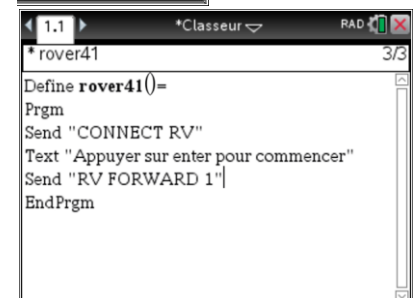 1.1 *Classeur RAD
* rover41 3/3
Define rover41()=
Prgm
Send "CONNECT RV"
Text "Appuyer sur enter pour commencer"
Send "RV FORWARD 1"
EndPrgm